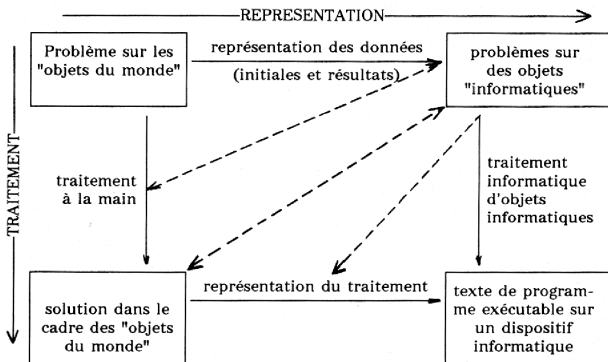 REPRESENTATION
Problème sur les
"objets du monde"
représentation des données
(initiales et résultats)
problèmes sur
des objets
"informatiques"
TRAITEMENT
traitement
à la main
traitement
informatique
d'objets
informatiques
solution dans le
cadre des "objets
du monde"
représentation du traitement
texte de program-
me exécutable sur
un dispositif
informatique